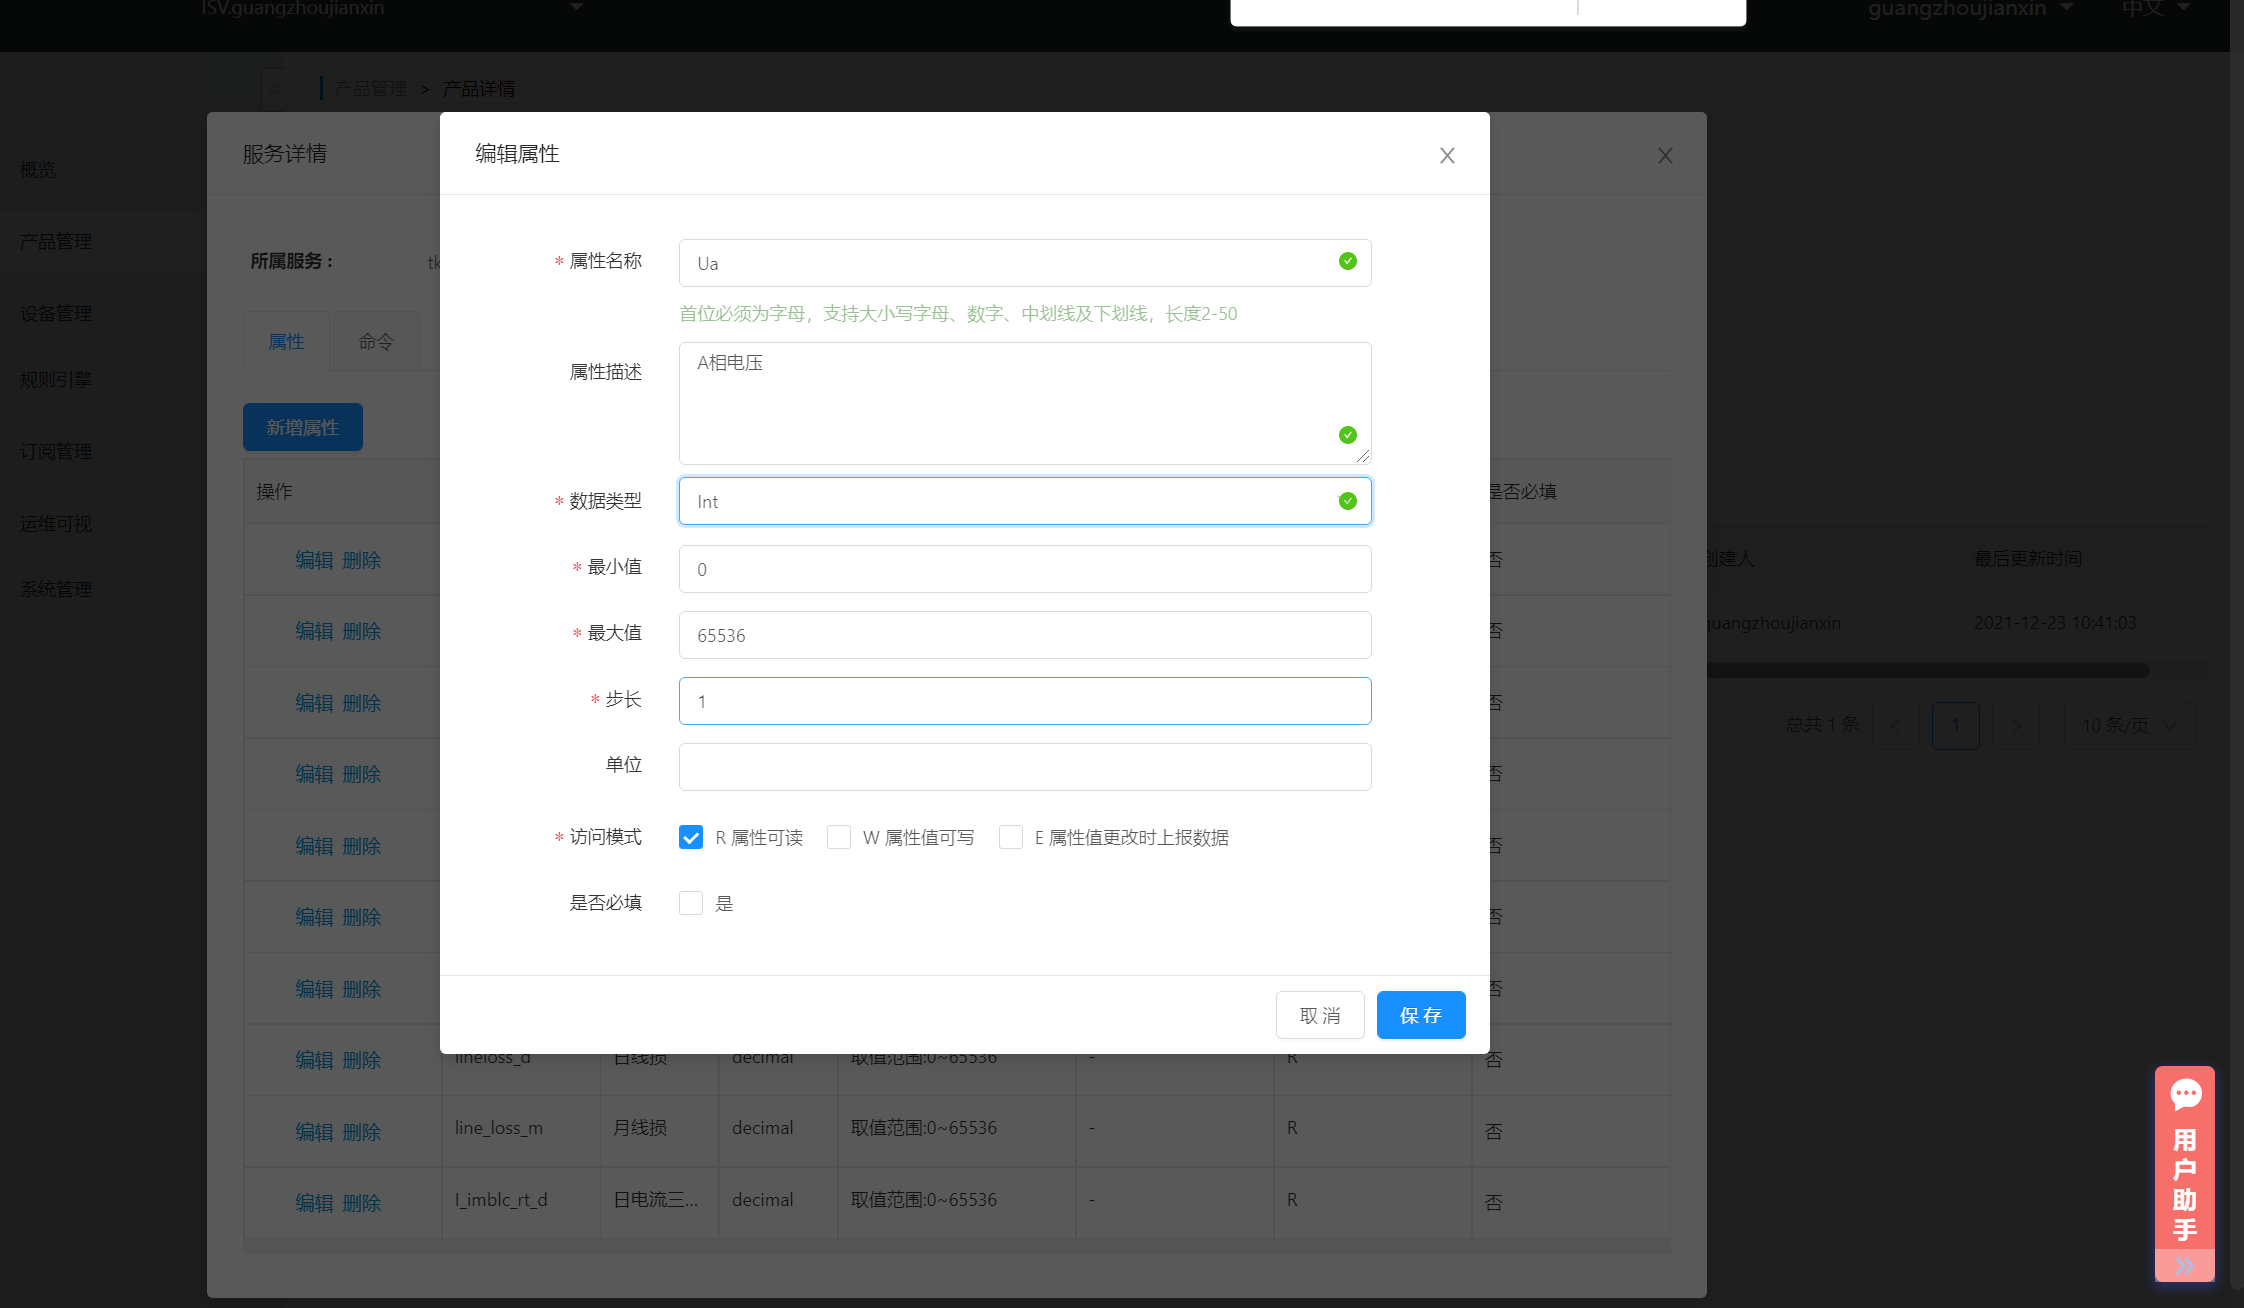 ISV.guangzhoujianxin
guangzhoujianxin
中文
产品管理 > 产品详情
概览
产品管理
设备管理
规则引擎
订阅管理
运维可视
系统管理
服务详情
所属服务：
tk
属性
命令
新增属性
操作
是否必填
编辑 删除
否
编辑 删除
否
编辑 删除
否
编辑 删除
否
编辑 删除
否
编辑 删除
否
编辑 删除
否
编辑 删除 lineloss_d 日线损 decimal 取值范围:0~65536 - R 否
编辑 删除 line_loss_m 月线损 decimal 取值范围:0~65536 - R 否
编辑 删除 I_imblc_rt_d 日电流三... decimal 取值范围:0~65536 - R 否
编辑属性
* 属性名称 Ua
首位必须为字母，支持大小写字母、数字、中划线及下划线，长度2-50
属性描述 A相电压
* 数据类型 Int
* 最小值 0
* 最大值 65536
* 步长 1
单位
* 访问模式 R 属性可读 W 属性值可写 E 属性值更改时上报数据
是否必填 是
取 消 保 存
创建人 最后更新时间
guangzhoujianxin 2021-12-23 10:41:03
总共 1 条 < 1 > 10 条/页
用户助手